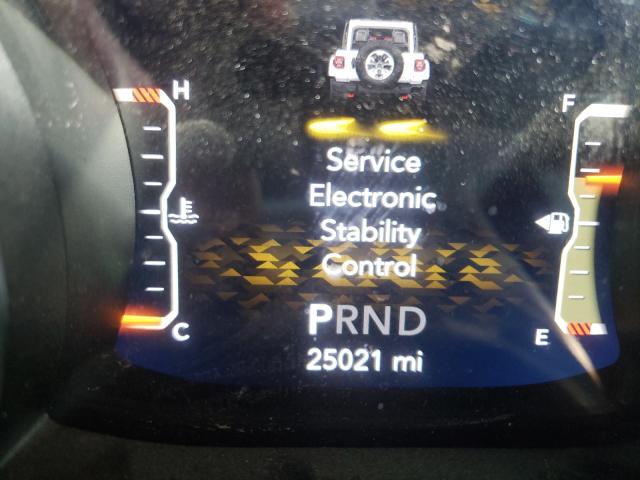 H
F
Service
Electronic
Stability
Control
C
E
PRND
25021 mi